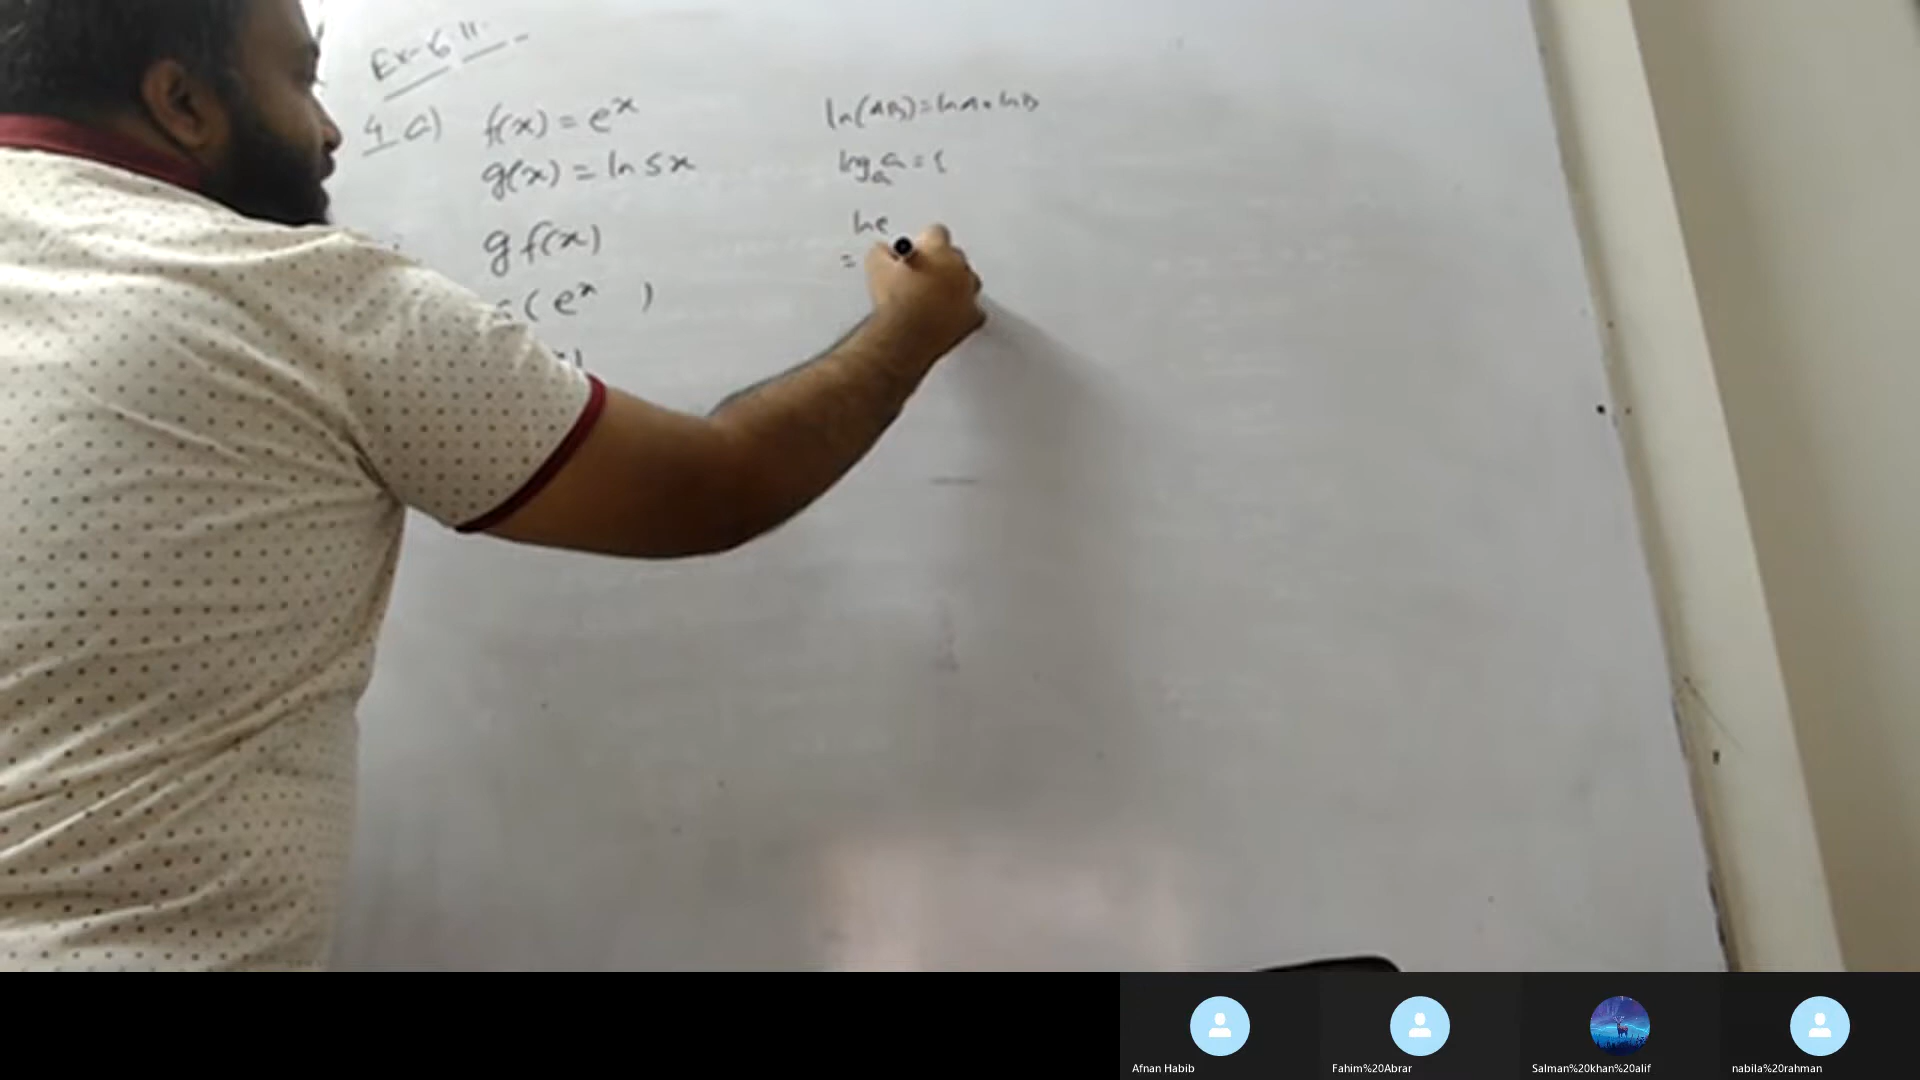 Ex-6.11.
4 a) f(x) = e^x
g(x) = ln 5x
g f(x)
( e^x )
ln(AB)=lnA + lnB
log_a a = 1
ln e
=
Afnan Habib
Fahim%20Abrar
Salman%20khan%20alif
nabila%20rahman